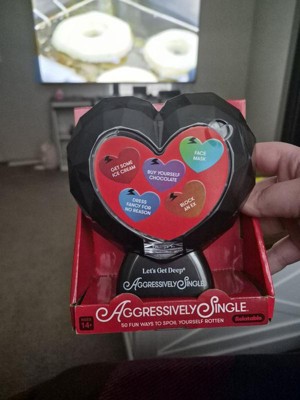 GET SOME
ICE CREAM
BUY YOURSELF
CHOCOLATE
FACE
MASK
DRESS
FANCY FOR
NO REASON
BLOCK
AN EX
Let's Get Deep®
AGGRESSIVELY SINGLE
AGGRESSIVELY SINGLE
14+
50 FUN WAYS TO SPOIL YOURSELF ROTTEN